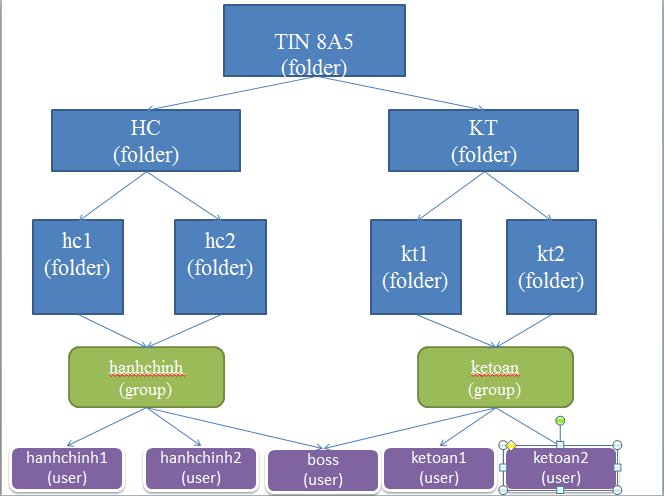 TIN 8A5
(folder)
HC
(folder)
KT
(folder)
hc1
(folder)
hc2
(folder)
kt1
(folder)
kt2
(folder)
hanhchinh
(group)
ketoan
(group)
hanhchinh1
(user)
hanhchinh2
(user)
boss
(user)
ketoan1
(user)
ketoan2
(user)